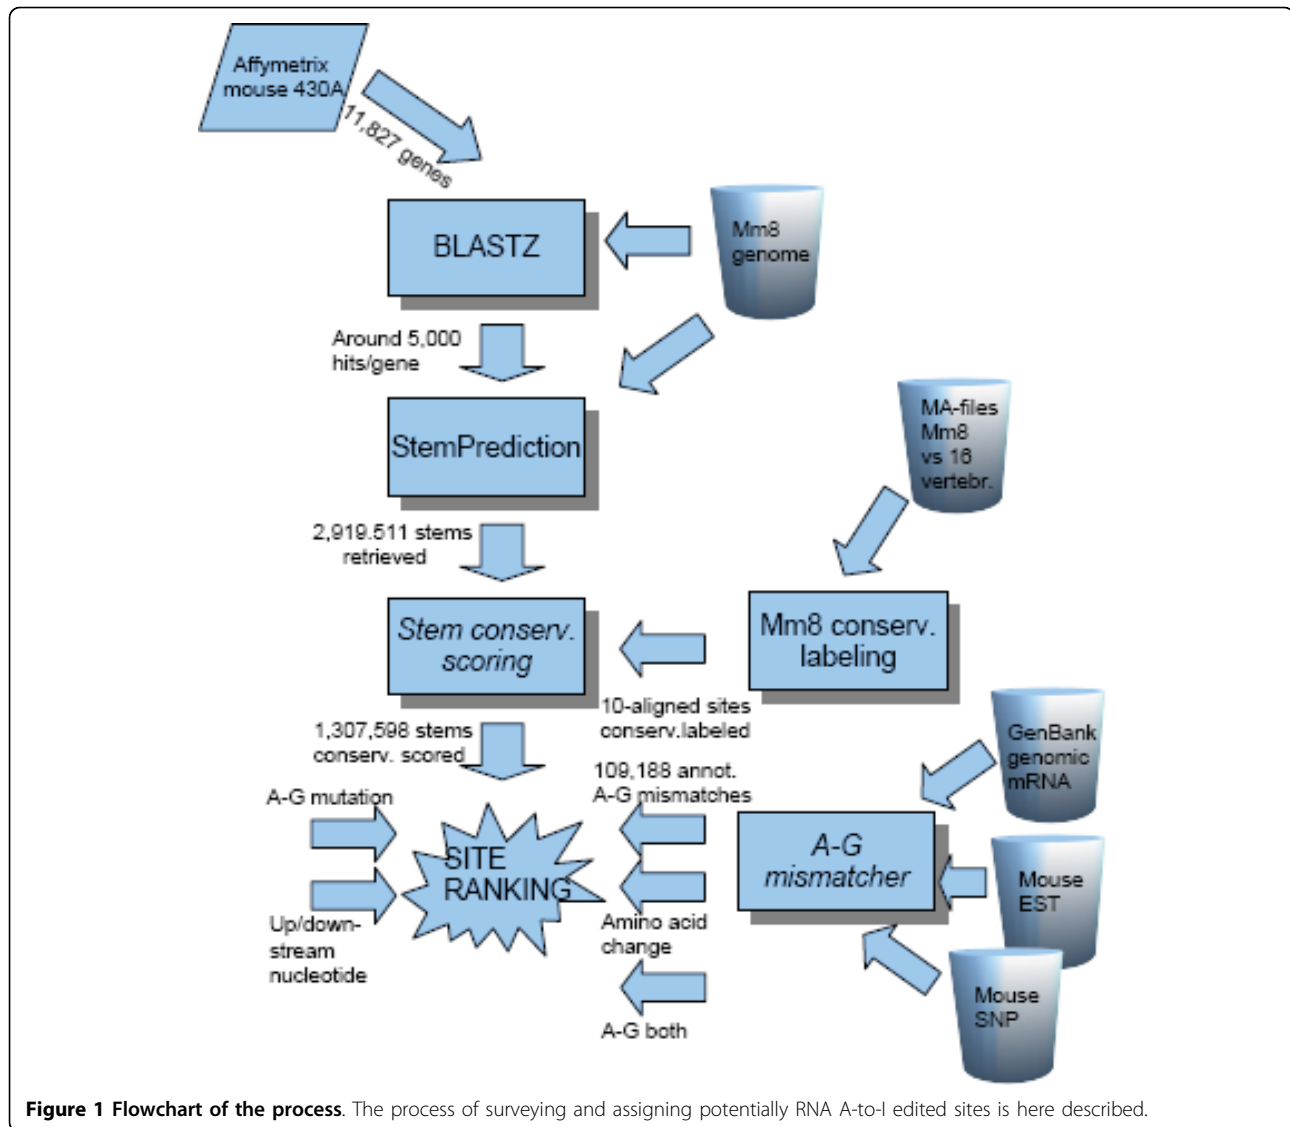 Affymetrix
mouse 430A
11,827 genes
BLASTZ
Mm8
genome
Around 5,000
hits/gene
StemPrediction
MA-files
Mm8
vs 16
vertebr.
2,919.511 stems
retrieved
Stem conserv.
scoring
Mm8 conserv.
labeling
10-aligned sites
conserv.labeled
1,307,598 stems
conserv. scored
GenBank
genomic
mRNA
109,188 annot.
A-G mismatches
A-G mutation
SITE
RANKING
A-G
mismatcher
Mouse
EST
Up/down-
stream
nucleotide
Amino acid
change
Mouse
SNP
A-G both
Figure 1 Flowchart of the process. The process of surveying and assigning potentially RNA A-to-I edited sites is here described.